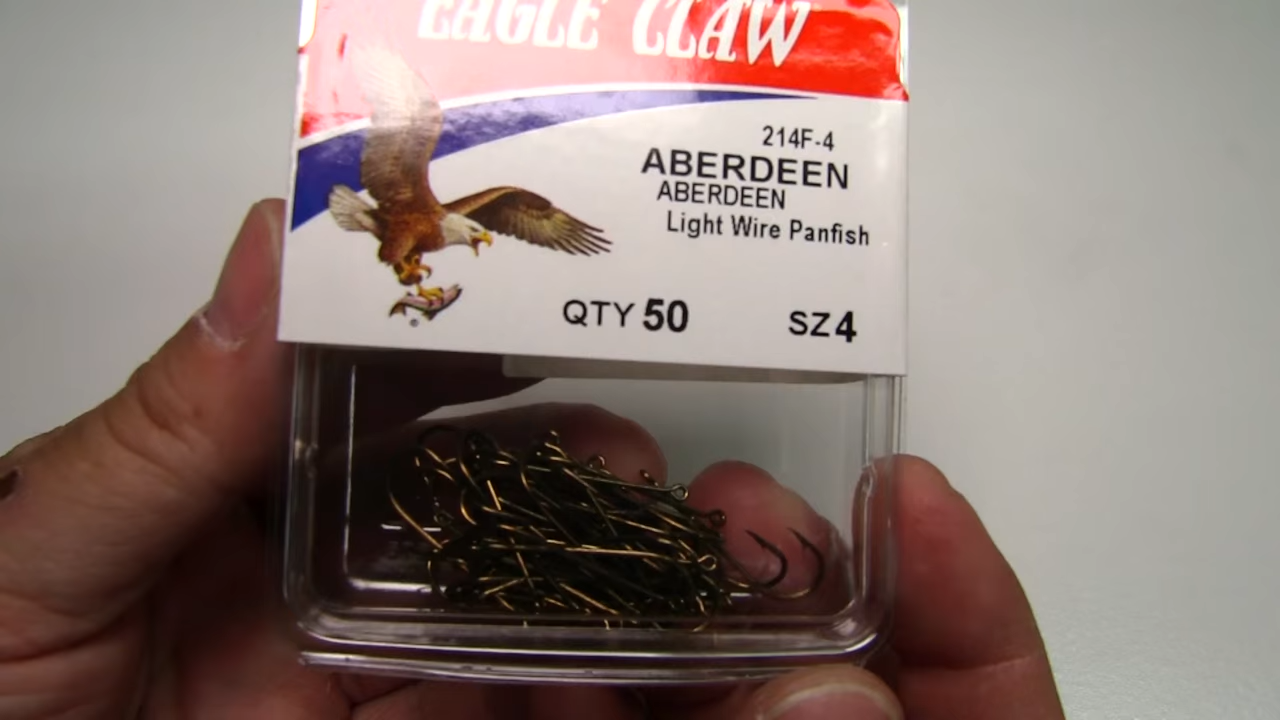 EAGLE CLAW
214F-4
ABERDEEN
ABERDEEN
Light Wire Panfish
QTY 50 SZ 4
®